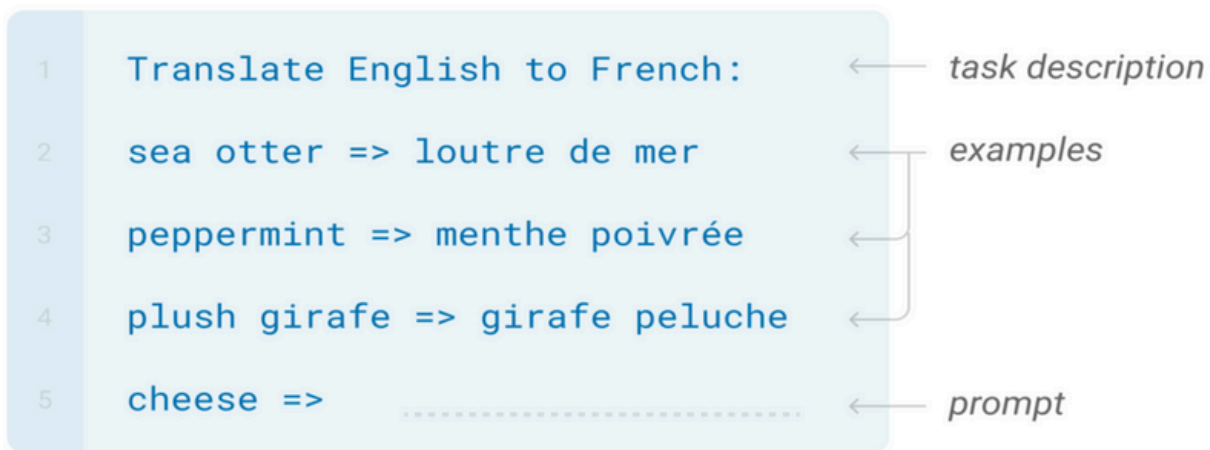 1 Translate English to French: task description
2 sea otter => loutre de mer examples
3 peppermint => menthe poivrée
4 plush girafe => girafe peluche
5 cheese => prompt